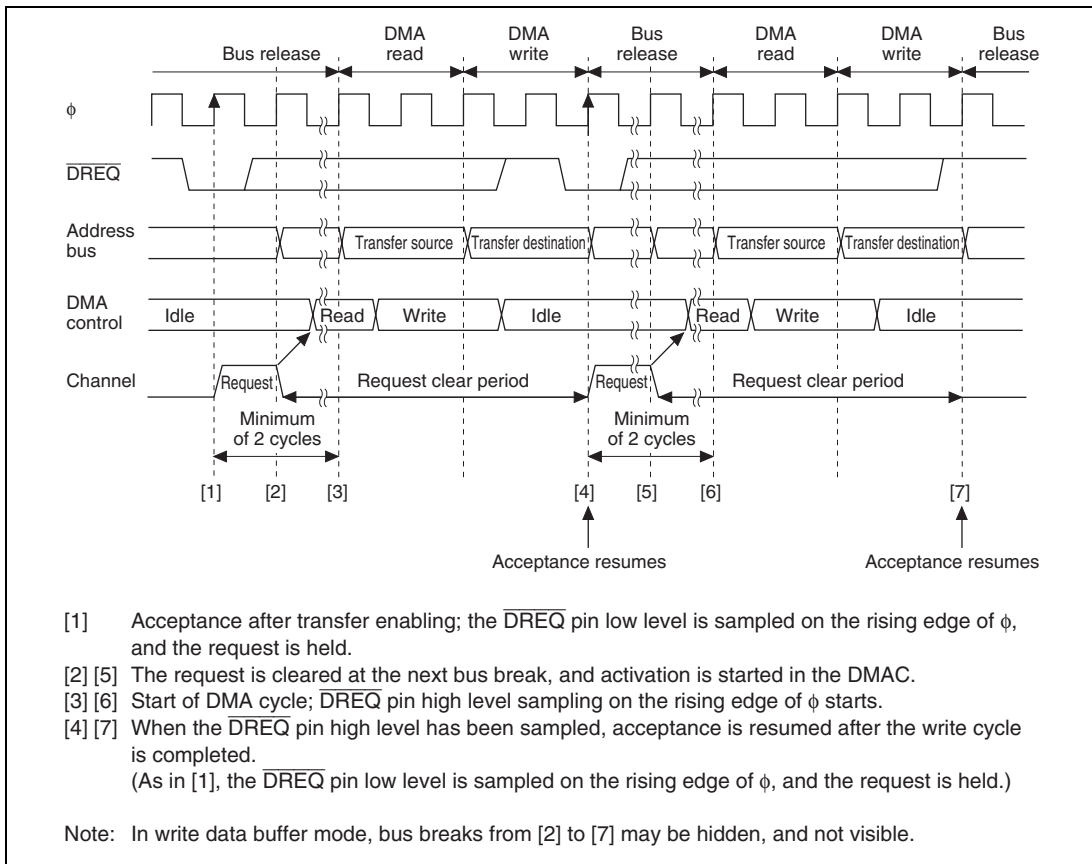 DMA DMA Bus DMA DMA Bus
Bus release read write release read write release
φ
DREQ
Address bus Transfer source Transfer destination Transfer source Transfer destination
DMA control Idle Read Write Idle Read Write Idle
Channel Request Request clear period Request Request clear period
Minimum Minimum
of 2 cycles of 2 cycles
[1] [2] [3] [4] [5] [6] [7]
Acceptance resumes Acceptance resumes
[1] Acceptance after transfer enabling; the DREQ pin low level is sampled on the rising edge of φ,
and the request is held.
[2] [5] The request is cleared at the next bus break, and activation is started in the DMAC.
[3] [6] Start of DMA cycle; DREQ pin high level sampling on the rising edge of φ starts.
[4] [7] When the DREQ pin high level has been sampled, acceptance is resumed after the write cycle
is completed.
(As in [1], the DREQ pin low level is sampled on the rising edge of φ, and the request is held.)
Note: In write data buffer mode, bus breaks from [2] to [7] may be hidden, and not visible.